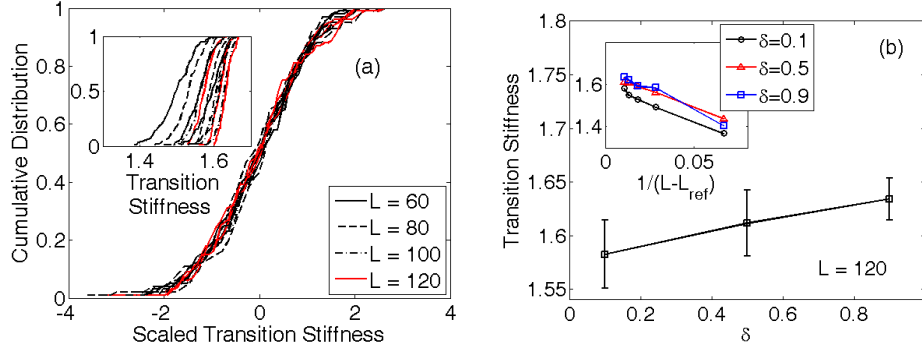 (a)
Cumulative Distribution
1
0.8
0.6
0.4
0.2
0
-4
-2
0
2
4
Scaled Transition Stiffness
1
0.5
0
1.4
1.6
Transition
Stiffness
L = 60
L = 80
L = 100
L = 120
(b)
Transition Stiffness
1.8
1.75
1.7
1.65
1.6
1.55
0
0.2
0.4
0.6
0.8
1
δ
L = 120
1.6
1.4
0
0.05
1/(L-Lref)
δ=0.1
δ=0.5
δ=0.9